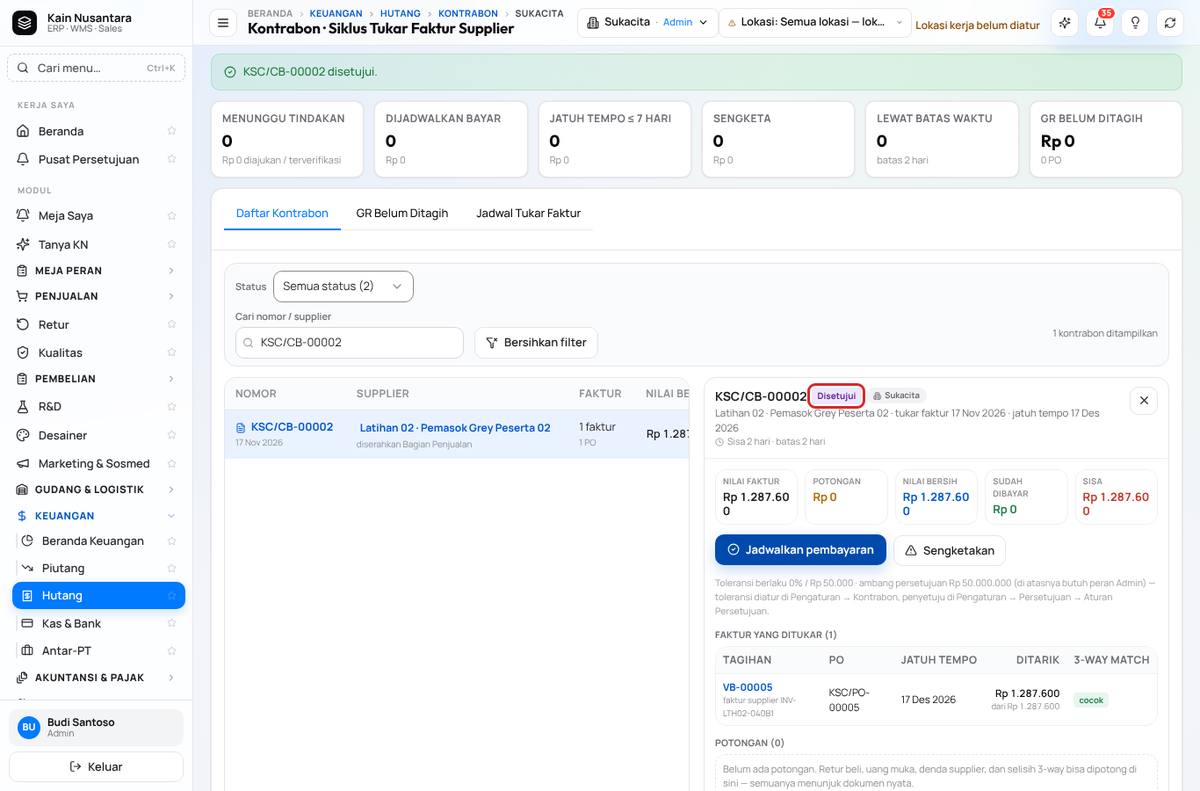 Kain Nusantara
ERP · WMS · Sales
Cari menu...
Ctrl+K
KERJA SAYA
Beranda
Pusat Persetujuan
MODUL
Meja Saya
Tanya KN
MEJA PERAN
PENJUALAN
Retur
Kualitas
PEMBELIAN
R&D
Desainer
Marketing & Sosmed
GUDANG & LOGISTIK
KEUANGAN
Beranda Keuangan
Piutang
Hutang
Kas & Bank
Antar-PT
AKUNTANSI & PAJAK
BU
Budi Santoso
Admin
Keluar
BERANDA > KEUANGAN > HUTANG > KONTRABON > SUKACITA
Kontrabon · Siklus Tukar Faktur Supplier
Sukacita · Admin
Lokasi: Semua lokasi — lok...
Lokasi kerja belum diatur
35
KSC/CB-00002 disetujui.
MENUNGGU TINDAKAN
0
Rp 0 diajukan / terverifikasi
DIJADWALKAN BAYAR
0
Rp 0
JATUH TEMPO ≤ 7 HARI
0
Rp 0
SENGKETA
0
Rp 0
LEWAT BATAS WAKTU
0
batas 2 hari
GR BELUM DITAGIH
Rp 0
0 PO
Daftar Kontrabon
GR Belum Ditagih
Jadwal Tukar Faktur
Status
Semua status (2)
Cari nomor / supplier
KSC/CB-00002
Bersihkan filter
1 kontrabon ditampilkan
NOMOR SUPPLIER FAKTUR NILAI BE
KSC/CB-00002
17 Nov 2026
Latihan 02 · Pemasok Grey Peserta 02
diserahkan Bagian Penjualan
1 faktur
1 PO
Rp 1.287
KSC/CB-00002 Disetujui Sukacita
Latihan 02 · Pemasok Grey Peserta 02 · tukar faktur 17 Nov 2026 · jatuh tempo 17 Des
2026
Sisa 2 hari · batas 2 hari
NILAI FAKTUR
Rp 1.287.60
0
POTONGAN
Rp 0
NILAI BERSIH
Rp 1.287.60
0
SUDAH
DIBAYAR
Rp 0
SISA
Rp 1.287.60
0
Jadwalkan pembayaran
Sengketakan
Toleransi berlaku 0% / Rp 50.000 · ambang persetujuan Rp 50.000.000 (di atasnya butuh peran Admin) —
toleransi diatur di Pengaturan → Kontrabon, penyetuju di Pengaturan → Persetujuan → Aturan
Persetujuan.
FAKTUR YANG DITUKAR (1)
TAGIHAN PO JATUH TEMPO DITARIK 3-WAY MATCH
VB-00005
faktur supplier INV-
LTH02-040B1
KSC/PO-
00005
17 Des 2026
Rp 1.287.600
dari Rp 1.287.600
cocok
POTONGAN (0)
Belum ada potongan. Retur beli, uang muka, denda supplier, dan selisih 3-way bisa dipotong di
sini — semuanya menunjuk dokumen nyata.